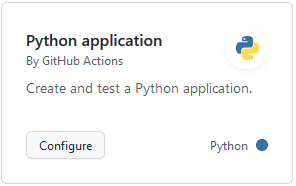 Python application
By GitHub Actions
Create and test a Python application.
Configure
Python